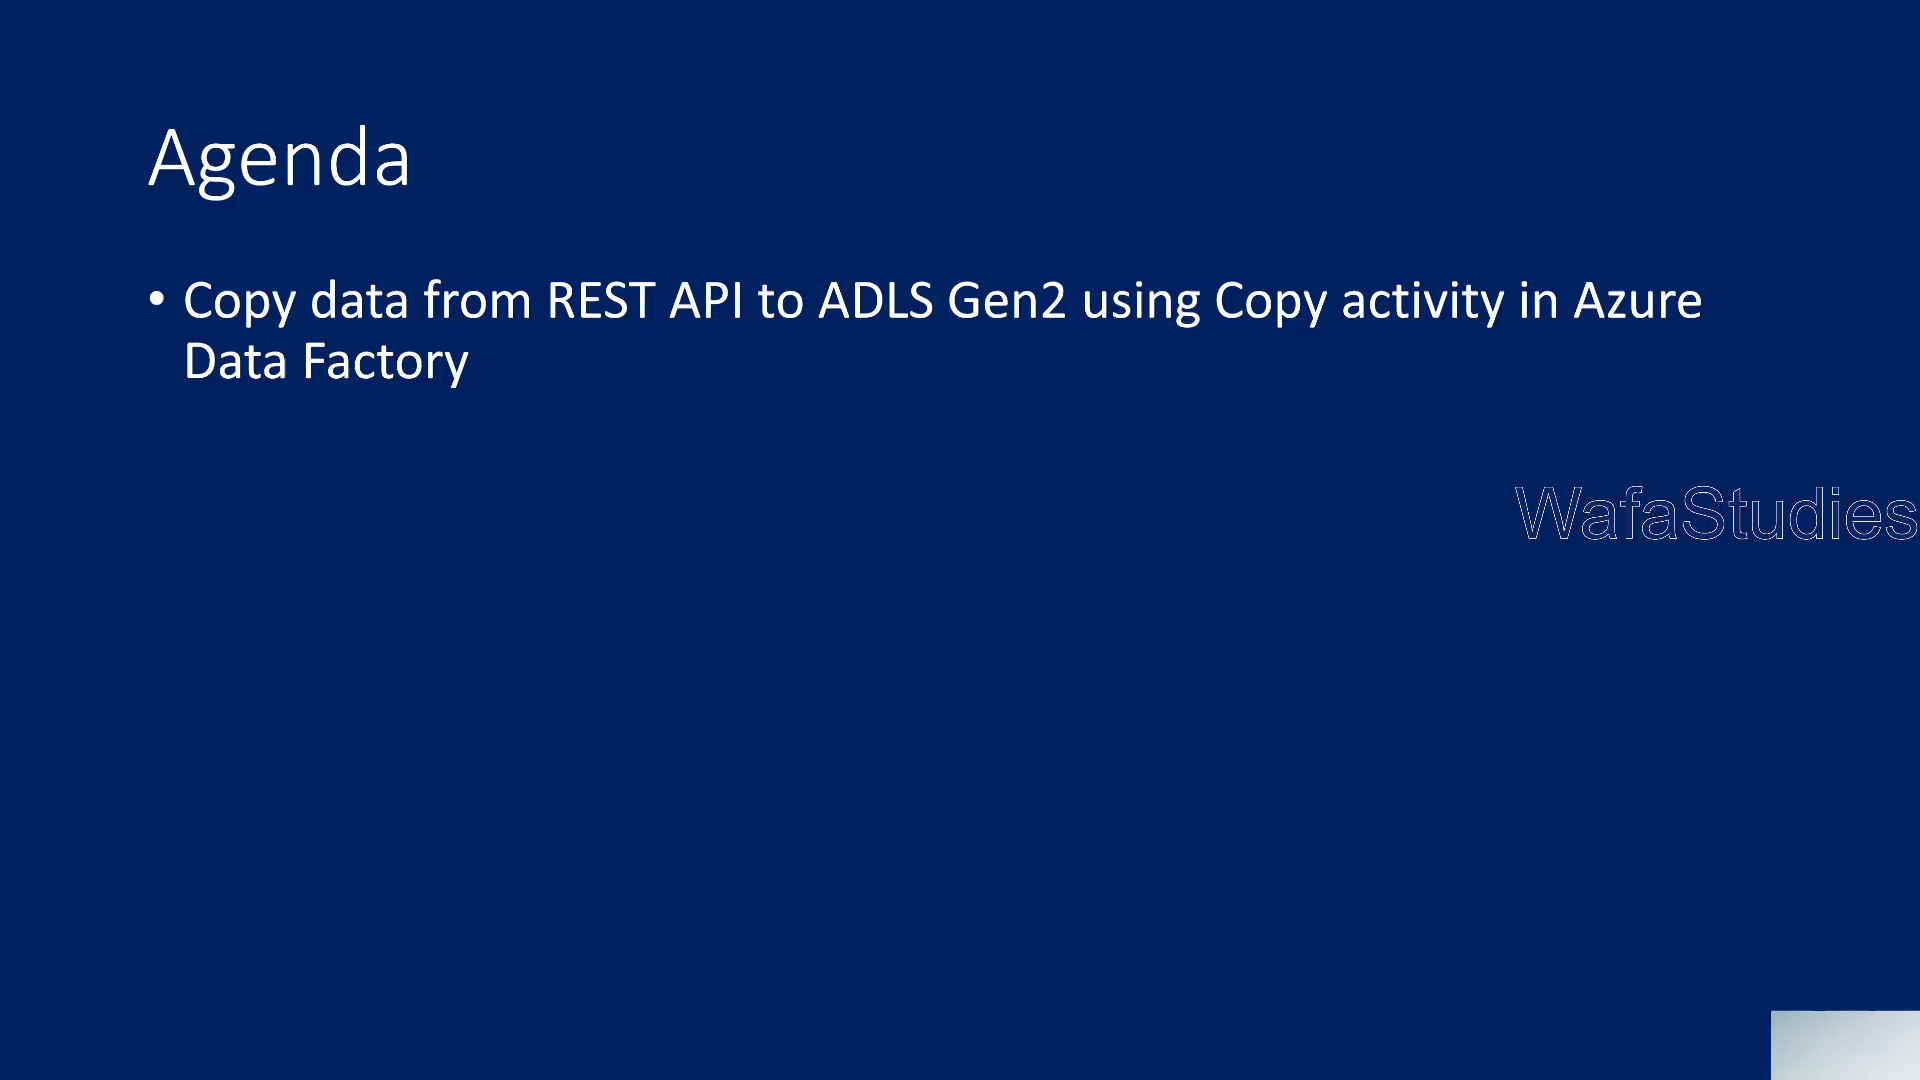 Agenda
• Copy data from REST API to ADLS Gen2 using Copy activity in Azure
Data Factory
WafaStudies